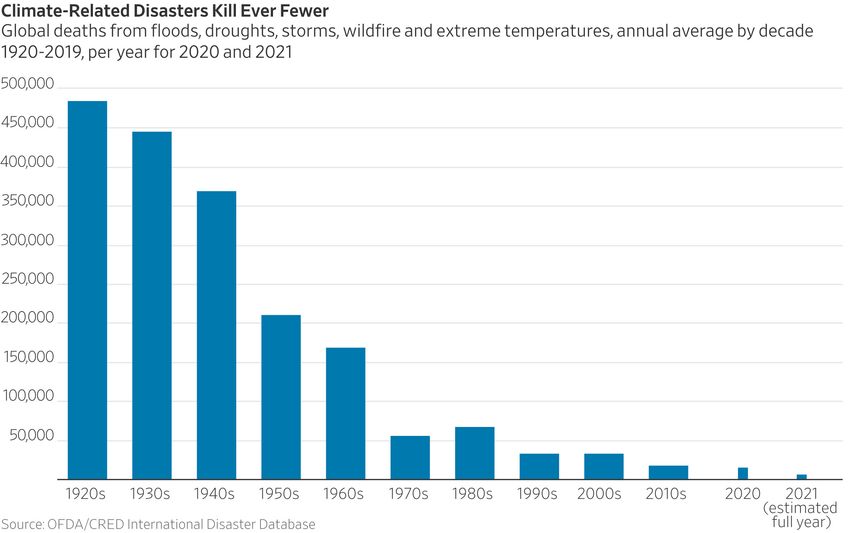 Climate-Related Disasters Kill Ever Fewer
Global deaths from floods, droughts, storms, wildfire and extreme temperatures, annual average by decade
1920-2019, per year for 2020 and 2021
500,000
450,000
400,000
350,000
300,000
250,000
200,000
150,000
100,000
50,000
1920s 1930s 1940s 1950s 1960s 1970s 1980s 1990s 2000s 2010s 2020 2021
(estimated
full year)
Source: OFDA/CRED International Disaster Database